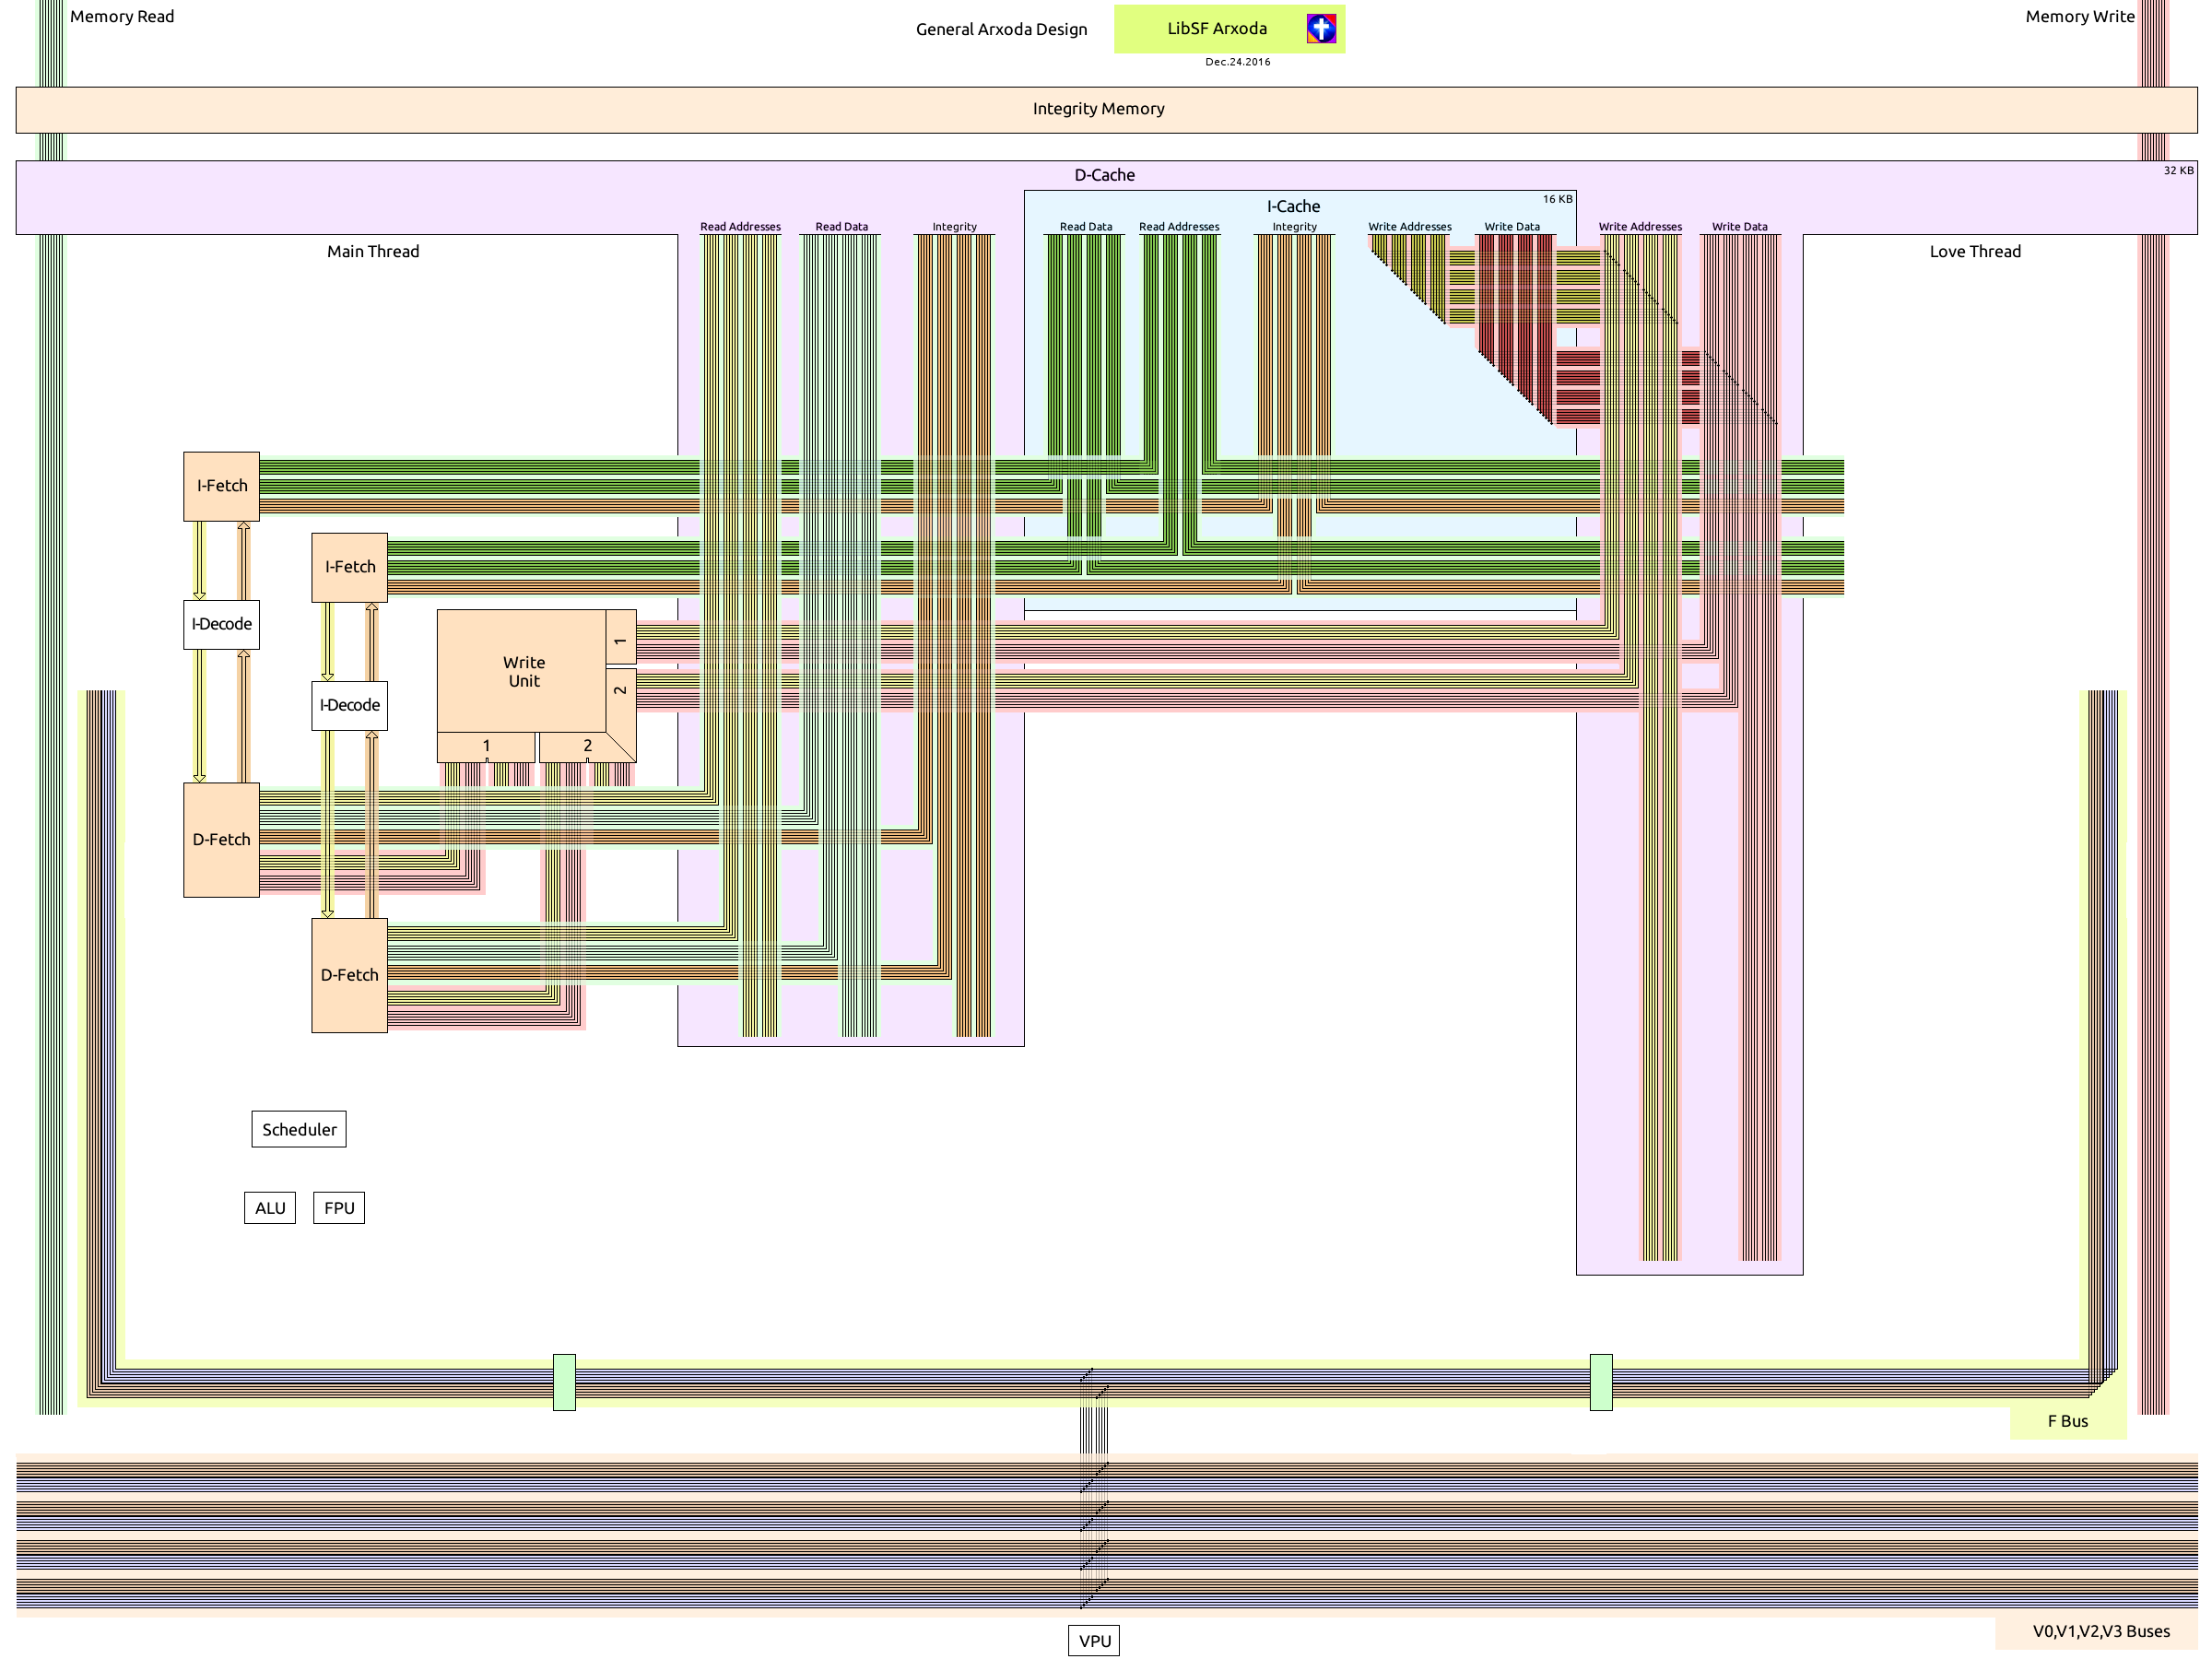 Memory Read
General Arxoda Design
LibSF Arxoda
Memory Write
Dec.24.2016
Integrity Memory
D-Cache
32 KB
I-Cache
16 KB
Read Addresses
Read Data
Integrity
Read Data
Read Addresses
Integrity
Write Addresses
Write Data
Write Addresses
Write Data
Main Thread
Love Thread
I-Fetch
I-Fetch
I-Decode
I-Decode
Write
Unit
1
2
1
2
D-Fetch
D-Fetch
Scheduler
ALU
FPU
F Bus
V0,V1,V2,V3 Buses
VPU